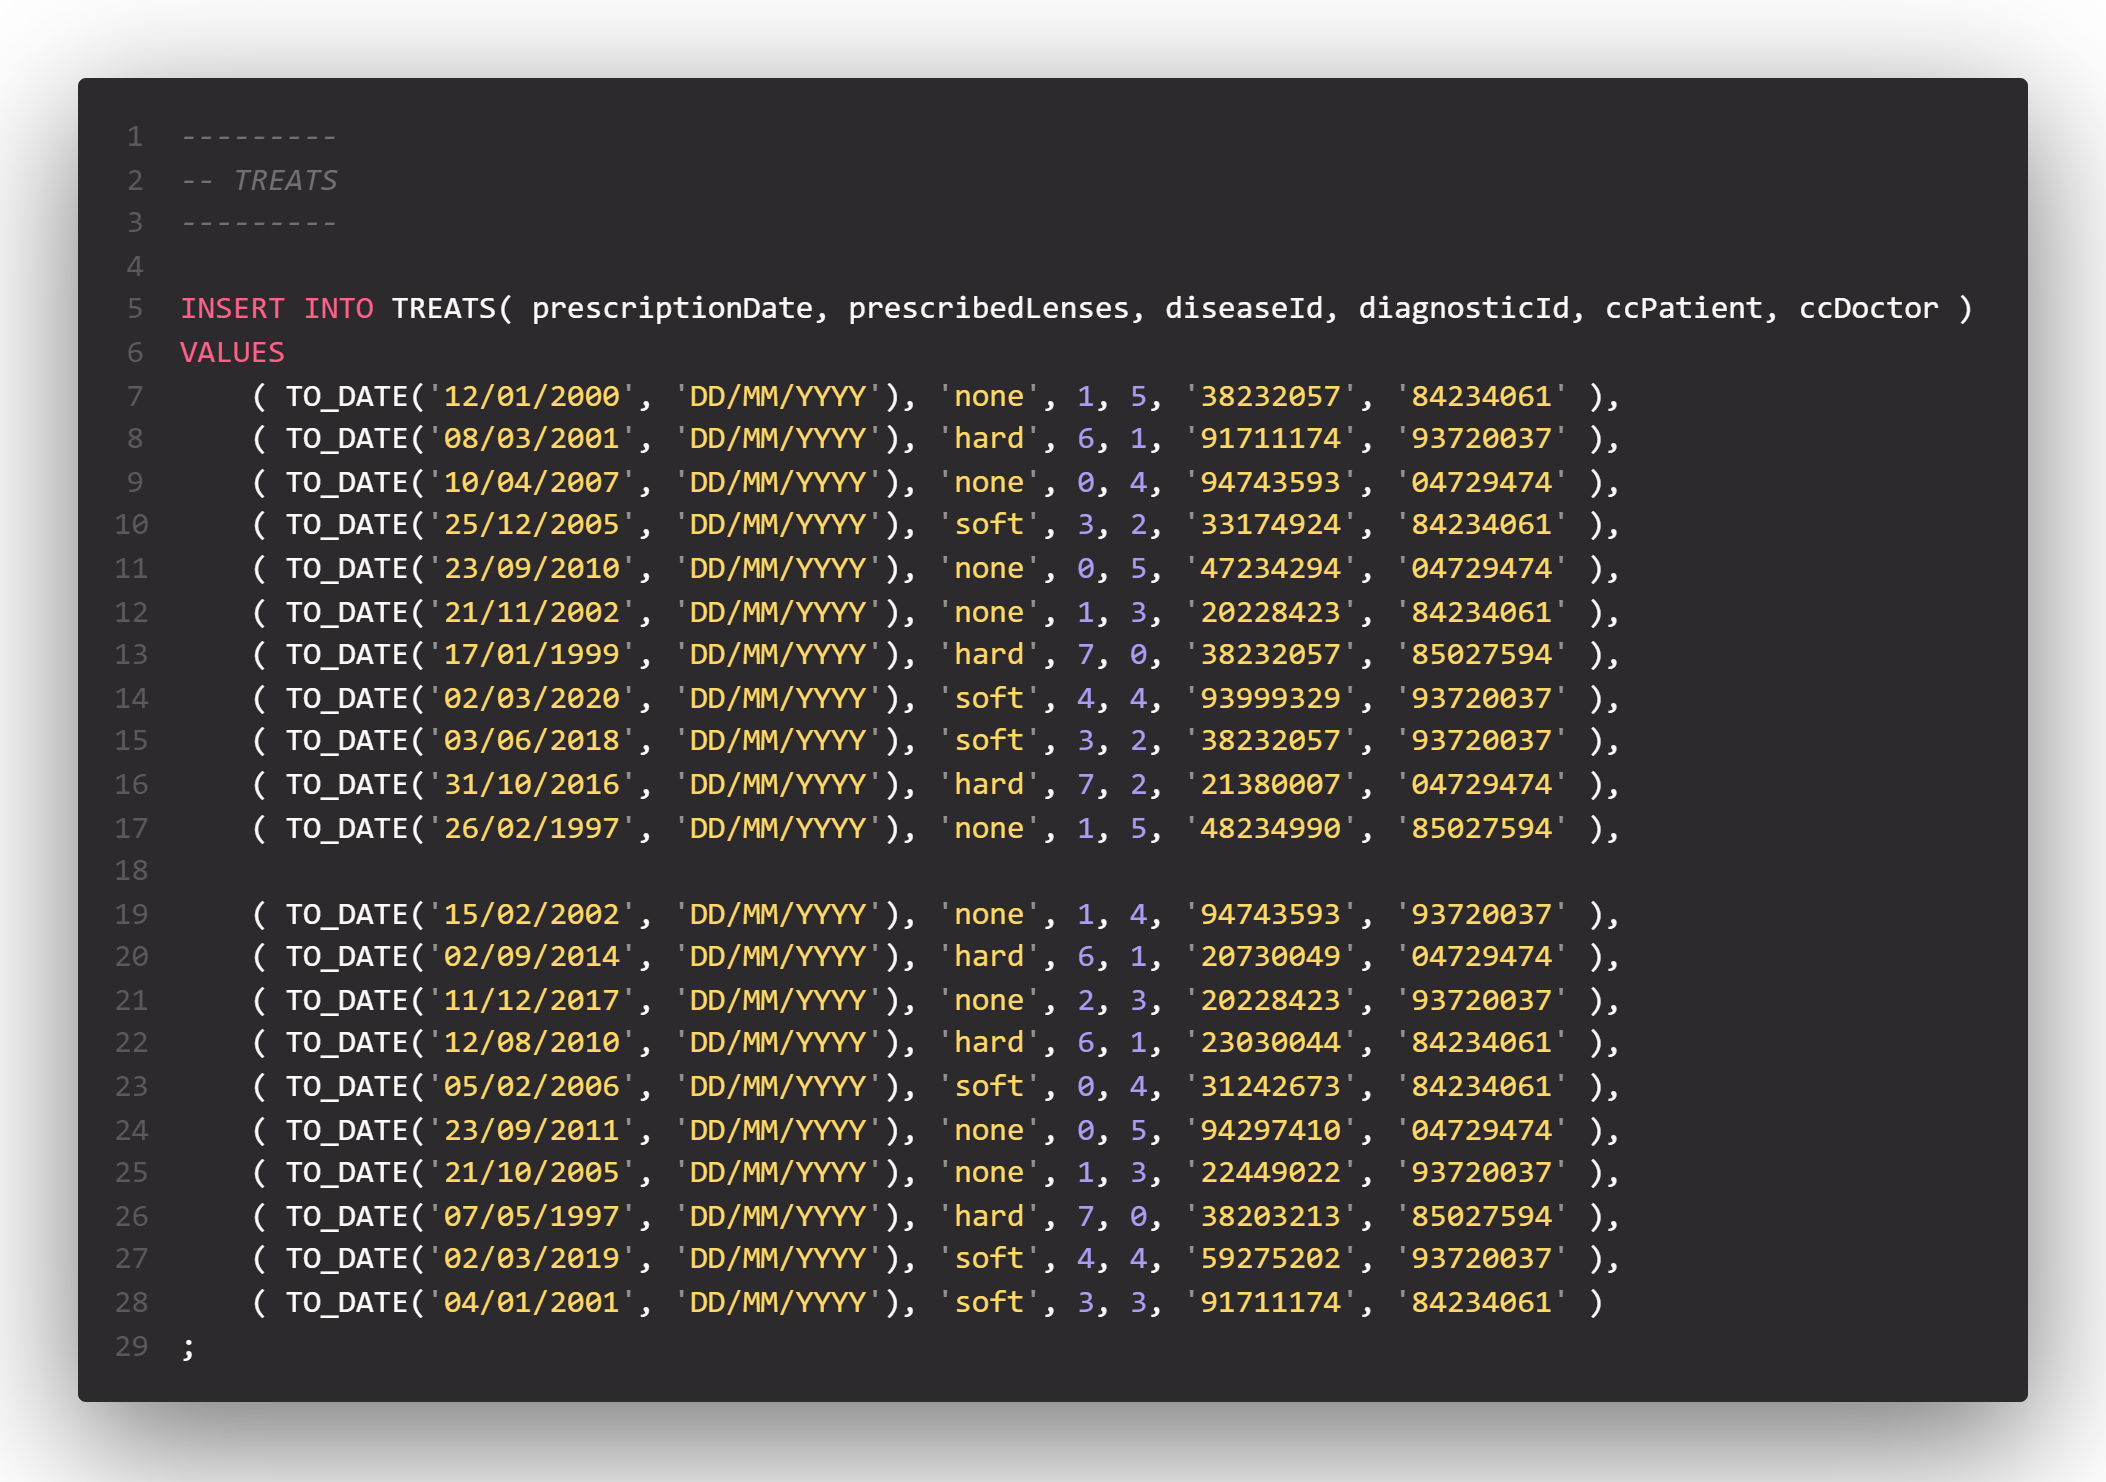 1 ---------
2 -- TREATS
3 ---------
4
5 INSERT INTO TREATS( prescriptionDate, prescribedLenses, diseaseId, diagnosticId, ccPatient, ccDoctor )
6 VALUES
7 ( TO_DATE('12/01/2000', 'DD/MM/YYYY'), 'none', 1, 5, '38232057', '84234061' ),
8 ( TO_DATE('08/03/2001', 'DD/MM/YYYY'), 'hard', 6, 1, '91711174', '93720037' ),
9 ( TO_DATE('10/04/2007', 'DD/MM/YYYY'), 'none', 0, 4, '94743593', '04729474' ),
10 ( TO_DATE('25/12/2005', 'DD/MM/YYYY'), 'soft', 3, 2, '33174924', '84234061' ),
11 ( TO_DATE('23/09/2010', 'DD/MM/YYYY'), 'none', 0, 5, '47234294', '04729474' ),
12 ( TO_DATE('21/11/2002', 'DD/MM/YYYY'), 'none', 1, 3, '20228423', '84234061' ),
13 ( TO_DATE('17/01/1999', 'DD/MM/YYYY'), 'hard', 7, 0, '38232057', '85027594' ),
14 ( TO_DATE('02/03/2020', 'DD/MM/YYYY'), 'soft', 4, 4, '93999329', '93720037' ),
15 ( TO_DATE('03/06/2018', 'DD/MM/YYYY'), 'soft', 3, 2, '38232057', '93720037' ),
16 ( TO_DATE('31/10/2016', 'DD/MM/YYYY'), 'hard', 7, 2, '21380007', '04729474' ),
17 ( TO_DATE('26/02/1997', 'DD/MM/YYYY'), 'none', 1, 5, '48234990', '85027594' ),
18
19 ( TO_DATE('15/02/2002', 'DD/MM/YYYY'), 'none', 1, 4, '94743593', '93720037' ),
20 ( TO_DATE('02/09/2014', 'DD/MM/YYYY'), 'hard', 6, 1, '20730049', '04729474' ),
21 ( TO_DATE('11/12/2017', 'DD/MM/YYYY'), 'none', 2, 3, '20228423', '93720037' ),
22 ( TO_DATE('12/08/2010', 'DD/MM/YYYY'), 'hard', 6, 1, '23030044', '84234061' ),
23 ( TO_DATE('05/02/2006', 'DD/MM/YYYY'), 'soft', 0, 4, '31242673', '84234061' ),
24 ( TO_DATE('23/09/2011', 'DD/MM/YYYY'), 'none', 0, 5, '94297410', '04729474' ),
25 ( TO_DATE('21/10/2005', 'DD/MM/YYYY'), 'none', 1, 3, '22449022', '93720037' ),
26 ( TO_DATE('07/05/1997', 'DD/MM/YYYY'), 'hard', 7, 0, '38203213', '85027594' ),
27 ( TO_DATE('02/03/2019', 'DD/MM/YYYY'), 'soft', 4, 4, '59275202', '93720037' ),
28 ( TO_DATE('04/01/2001', 'DD/MM/YYYY'), 'soft', 3, 3, '91711174', '84234061' )
29 ;